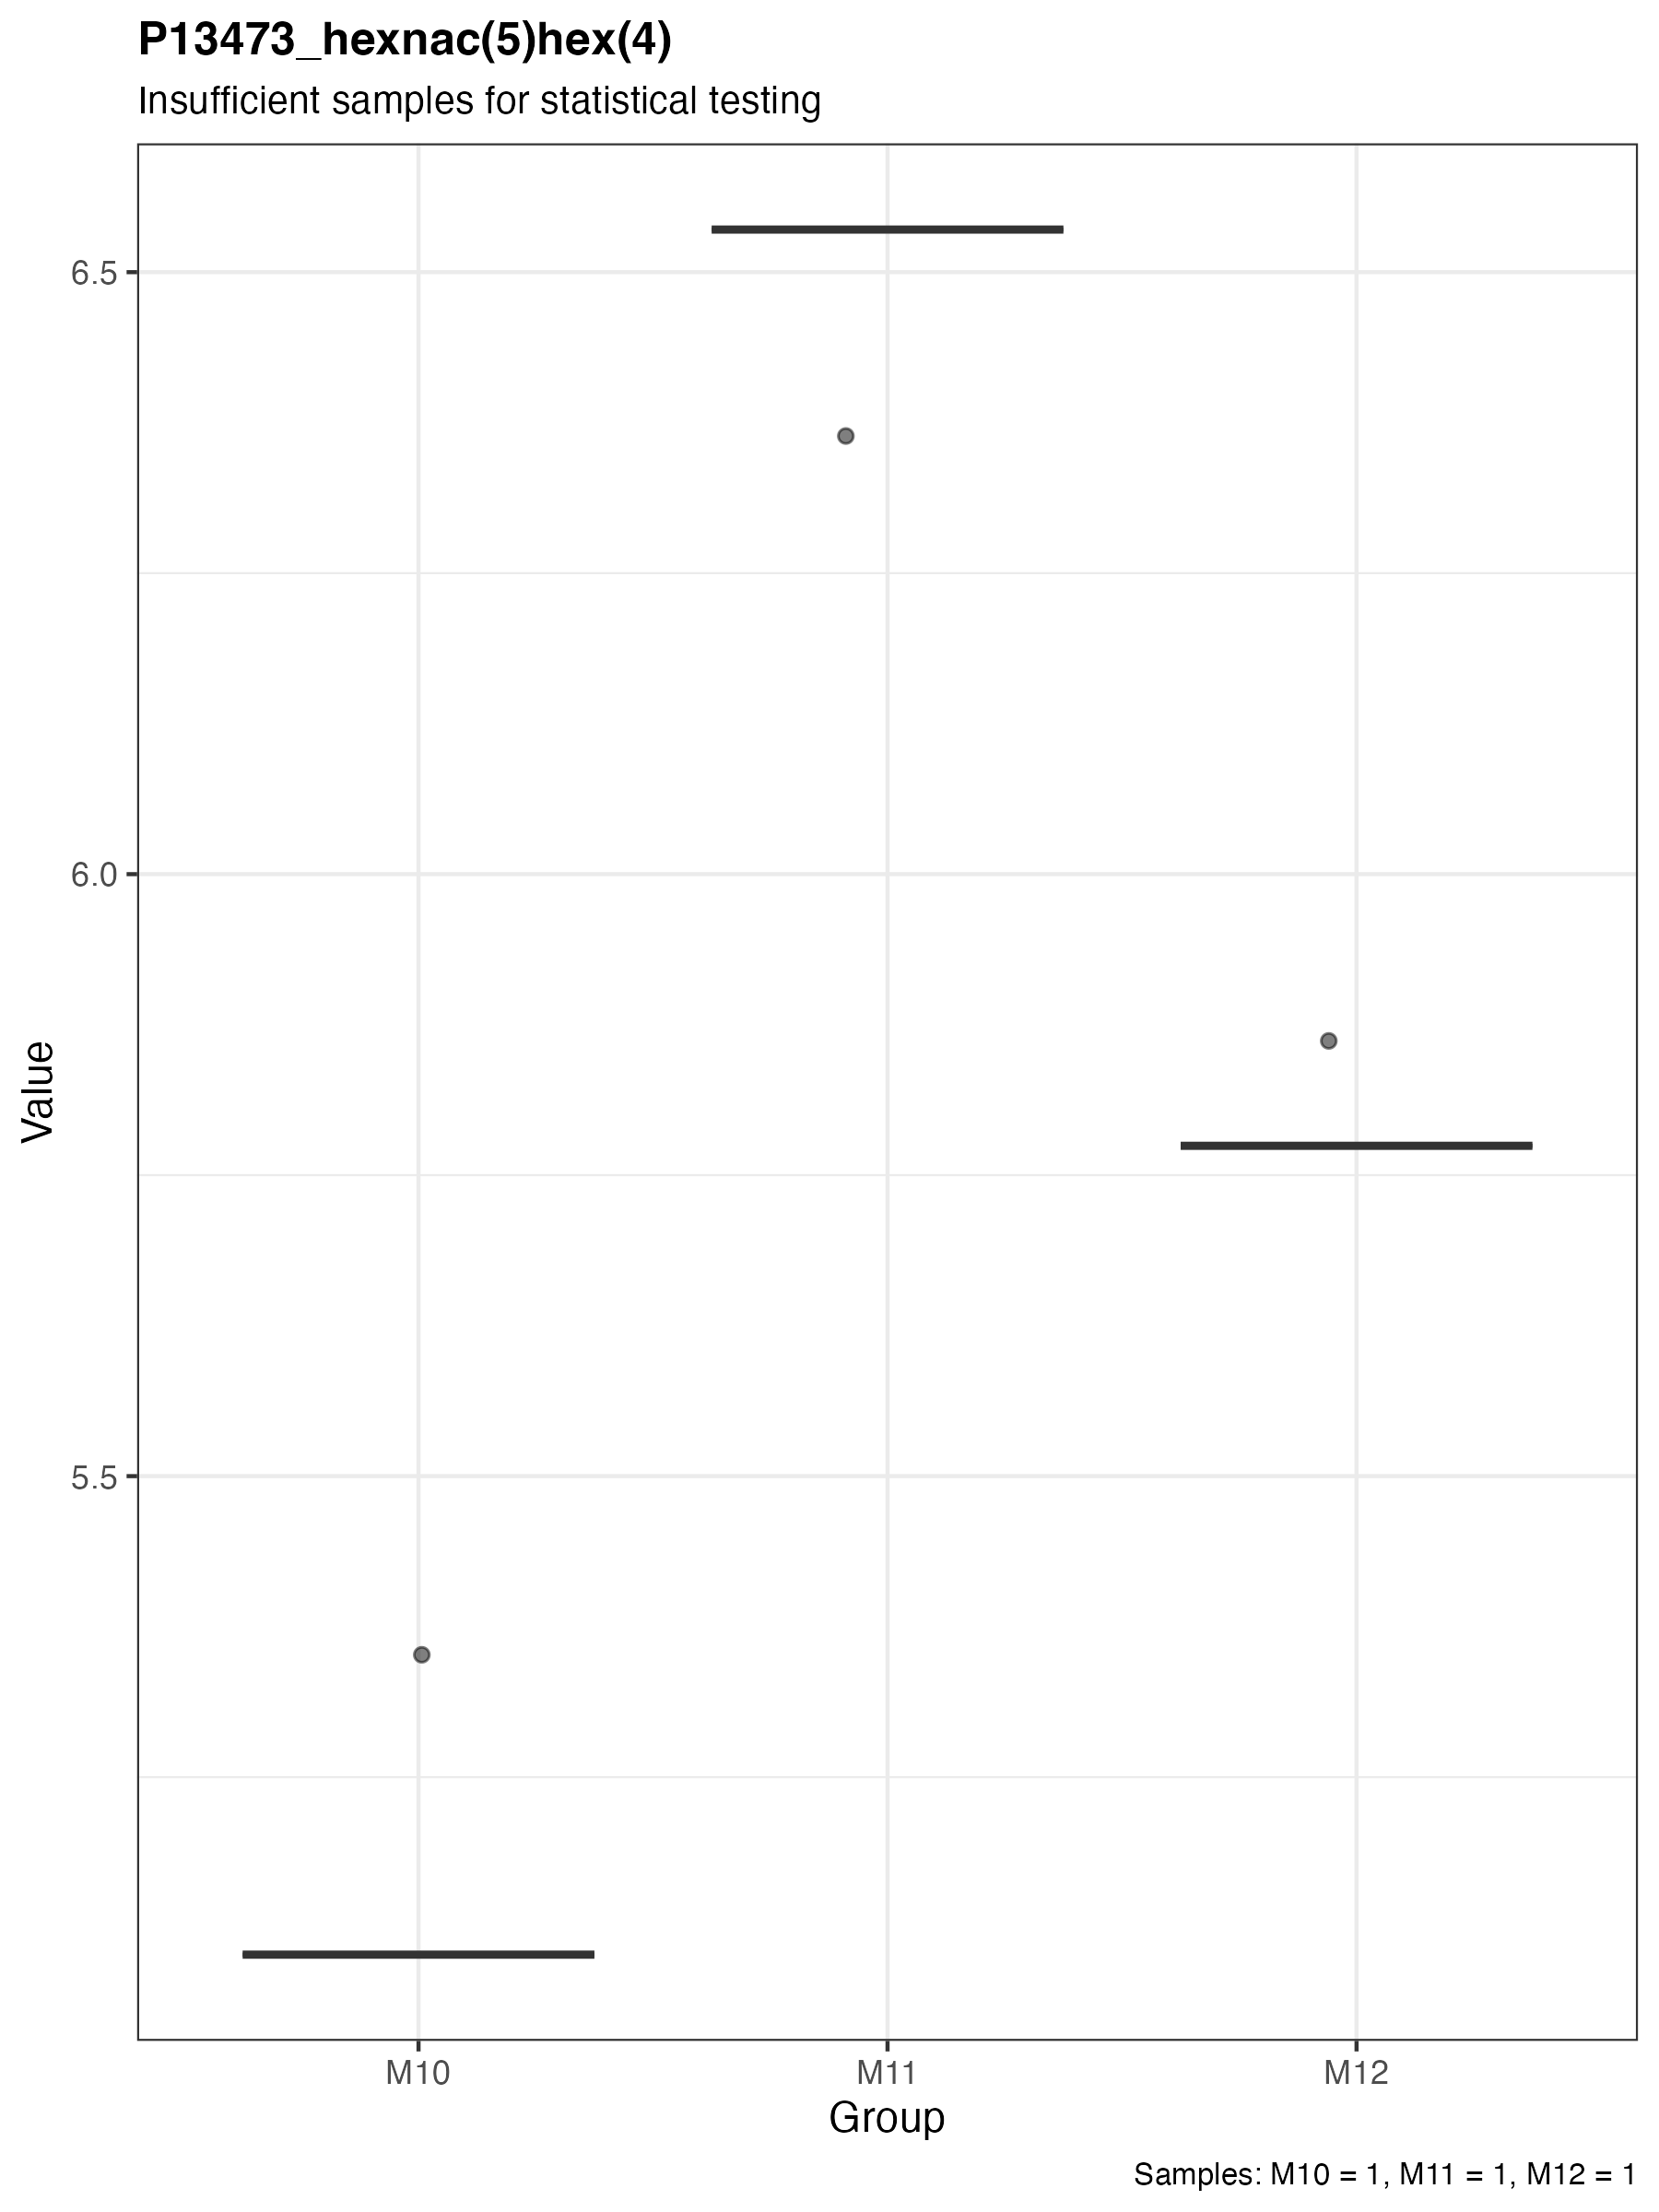 P13473_hexnac(5)hex(4)
Insufficient samples for statistical testing
6.5
6.0
5.5
Value
M10 M11 M12
Group
Samples: M10 = 1, M11 = 1, M12 = 1